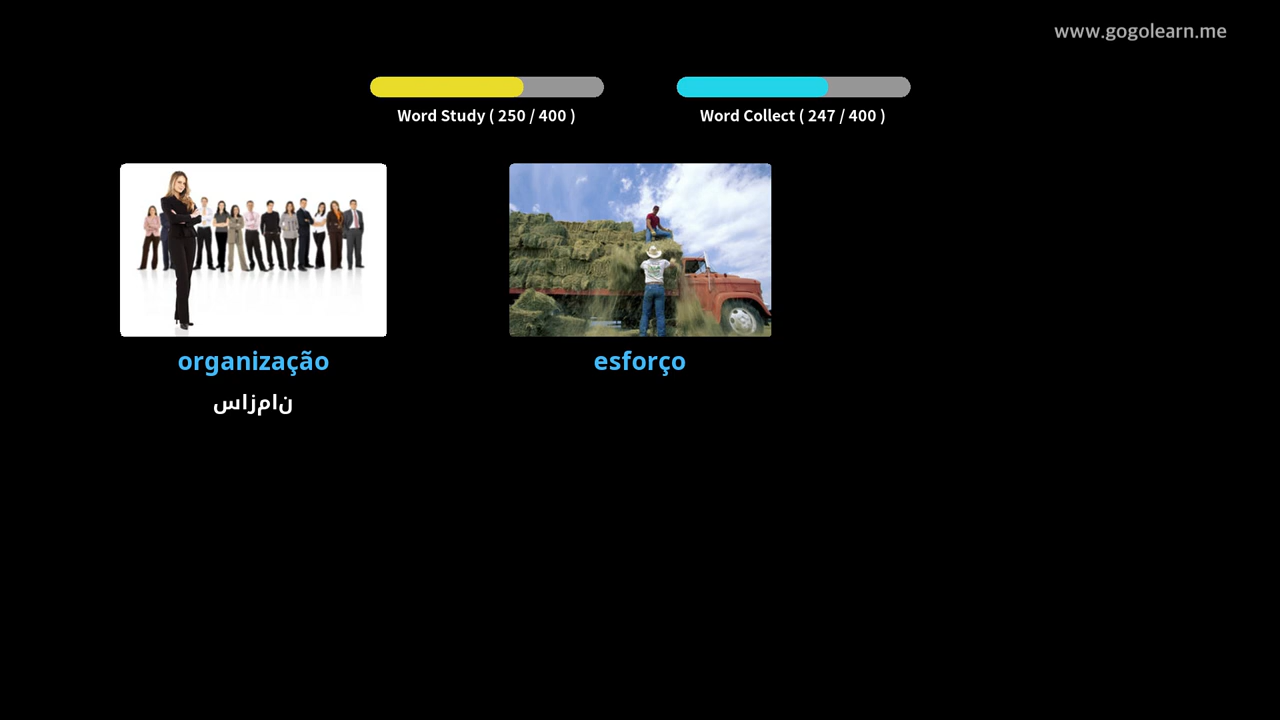 www.gogolearn.me
Word Study ( 250 / 400 )
Word Collect ( 247 / 400 )
organização
esforço
سازمان